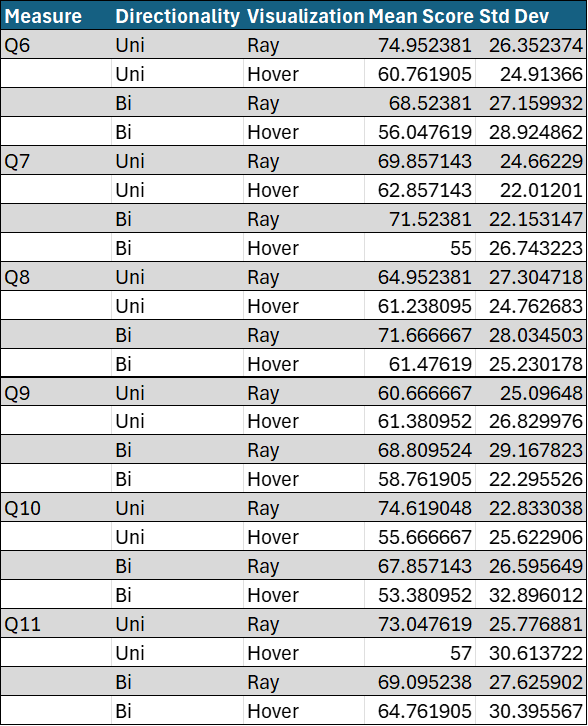 Measure Directionality Visualization Mean Score Std Dev
Q6 Uni Ray 74.952381 26.352374
Uni Hover 60.761905 24.91366
Bi Ray 68.52381 27.159932
Bi Hover 56.047619 28.924862
Q7 Uni Ray 69.857143 24.66229
Uni Hover 62.857143 22.01201
Bi Ray 71.52381 22.153147
Bi Hover 55 26.743223
Q8 Uni Ray 64.952381 27.304718
Uni Hover 61.238095 24.762683
Bi Ray 71.666667 28.034503
Bi Hover 61.47619 25.230178
Q9 Uni Ray 60.666667 25.09648
Uni Hover 61.380952 26.829976
Bi Ray 68.809524 29.167823
Bi Hover 58.761905 22.295526
Q10 Uni Ray 74.619048 22.833038
Uni Hover 55.666667 25.622906
Bi Ray 67.857143 26.595649
Bi Hover 53.380952 32.896012
Q11 Uni Ray 73.047619 25.776881
Uni Hover 57 30.613722
Bi Ray 69.095238 27.625902
Bi Hover 64.761905 30.395567